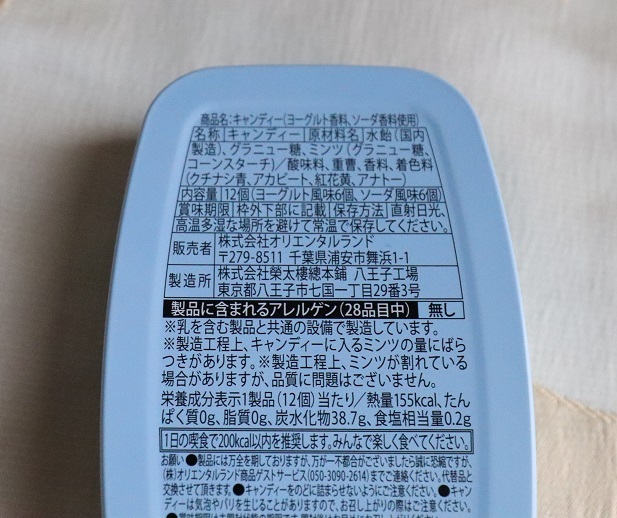 商品名:キャンディー(ヨーグルト香料、ソーダ香料使用)
名称 キャンディー 原材料名 水飴(国内
製造)、グラニュー糖、ミンツ(グラニュー糖、
コーンスターチ)/酸味料、重曹、香料、着色料
(クチナシ青、アカビート、紅花黄、アナトー)
内容量 12個(ヨーグルト風味6個、ソーダ風味6個)
賞味期限 枠外下部に記載 保存方法 直射日光、
高温多湿な場所を避けて常温で保存してください。
販売者 株式会社オリエンタルランド
〒279-8511 千葉県浦安市舞浜1-1
製造所 株式会社榮太樓總本鋪 八王子工場
東京都八王子市七国一丁目29番3号
製品に含まれるアレルゲン(28品目中) 無し
※乳を含む製品と共通の設備で製造しています。
※製造工程上、キャンディーに入るミンツの量にばら
つきがあります。※製造工程上、ミンツが割れている
場合がありますが、品質に問題はございません。
栄養成分表示1製品(12個)当たり/熱量155kcal、たん
ぱく質0g、脂質0g、炭水化物38.7g、食塩相当量0.2g
1日の間食で200kcal以内を推奨します。みんなで楽しく食べてください。
お願い ●製品には万全を期しておりますが、万が一不都合がございましたら誠に恐縮ですが、
(株)オリエンタルランド商品ゲストサービス(050-3090-2614)までご連絡ください。代替品と
交換させて頂きます。●キャンディーをのどに詰まらせないようにご注意ください。●キャン
ディーは気泡やバリを生じることがありますので、お召し上がりの際はご注意ください。